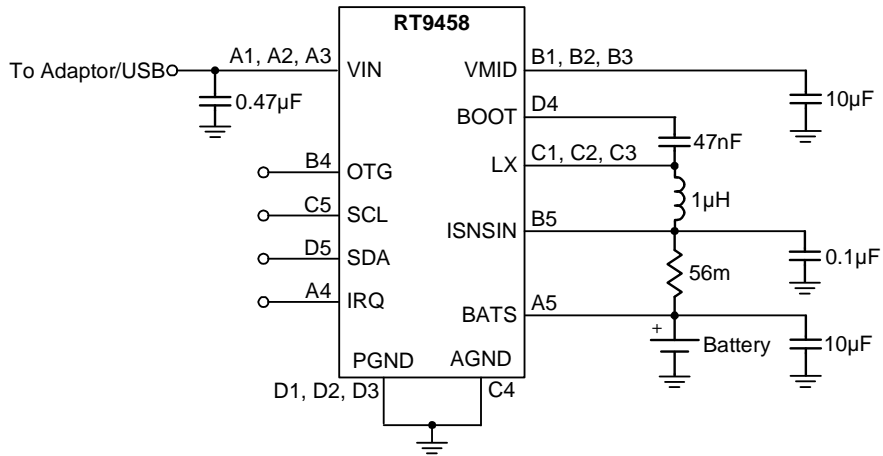 RT9458
To Adaptor/USB
A1, A2, A3
VIN
0.47µF
VMID
B1, B2, B3
10µF
BOOT
D4
47nF
LX
C1, C2, C3
1µH
B4
OTG
C5
SCL
ISNSIN
B5
0.1µF
D5
SDA
56m
A4
IRQ
BATS
A5
+
Battery
10µF
PGND
AGND
D1, D2, D3
C4